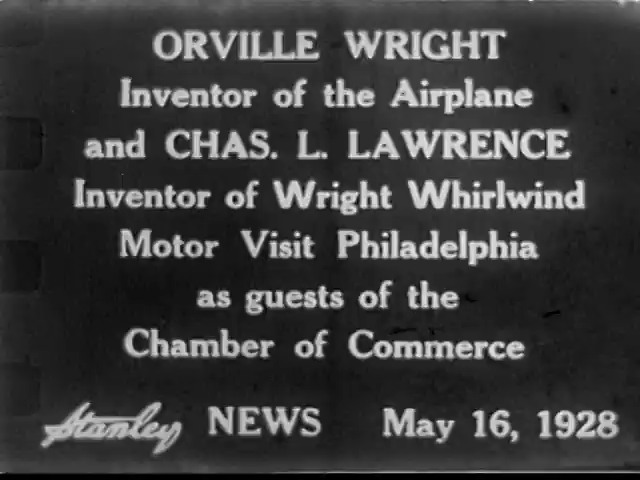 ORVILLE WRIGHT
Inventor of the Airplane
and CHAS. L. LAWRENCE
Inventor of Wright Whirlwind
Motor Visit Philadelphia
as guests of the
Chamber of Commerce
Stanley NEWS May 16, 1928